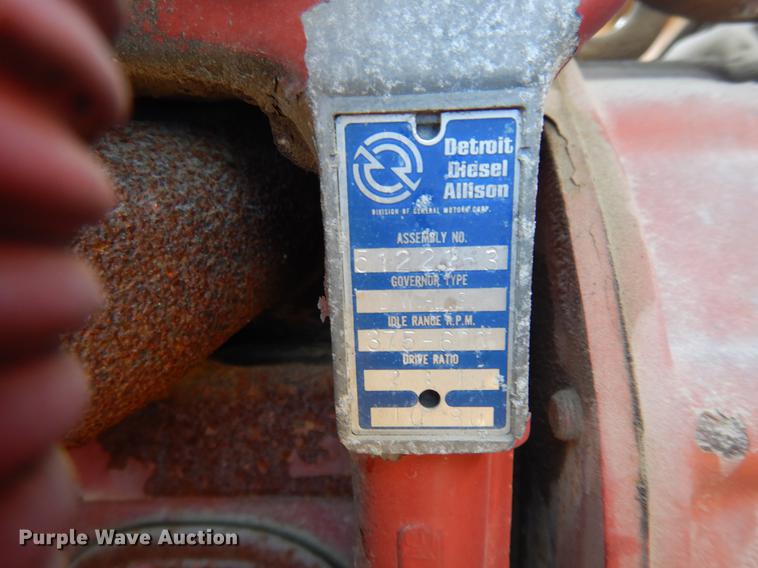 Detroit
Diesel
Allison
DIVISION OF GENERAL MOTORS CORP.
ASSEMBLY NO.
GOVERNOR TYPE
IDLE RANGE R.P.M.
DRIVE RATIO
Purple Wave Auction